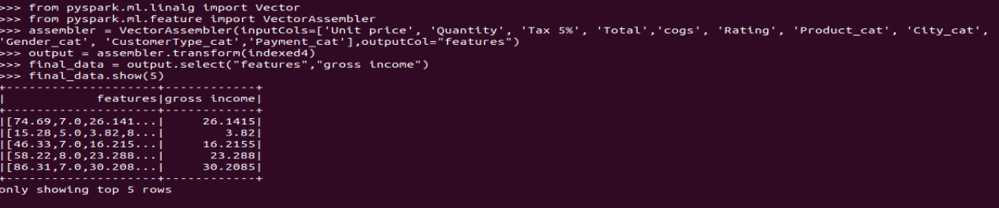 >>> from pyspark.ml.linalg import Vector
>>> from pyspark.ml.feature import VectorAssembler
>>> assembler = VectorAssembler(inputCols=['Unit price', 'Quantity', 'Tax 5%', 'Total','cogs', 'Rating', 'Product_cat', 'City_cat',
'Gender_cat', 'CustomerType_cat','Payment_cat'],outputCol="features")
>>> output = assembler.transform(indexed4)
>>> final_data = output.select("features","gross income")
>>> final_data.show(5)
+--------------------+------------+
|            features|gross income|
+--------------------+------------+
|[74.69,7.0,26.141...|     26.1415|
|[15.28,5.0,3.82,8...|        3.82|
|[46.33,7.0,16.215...|     16.2155|
|[58.22,8.0,23.288...|      23.288|
|[86.31,7.0,30.208...|     30.2085|
+--------------------+------------+
only showing top 5 rows